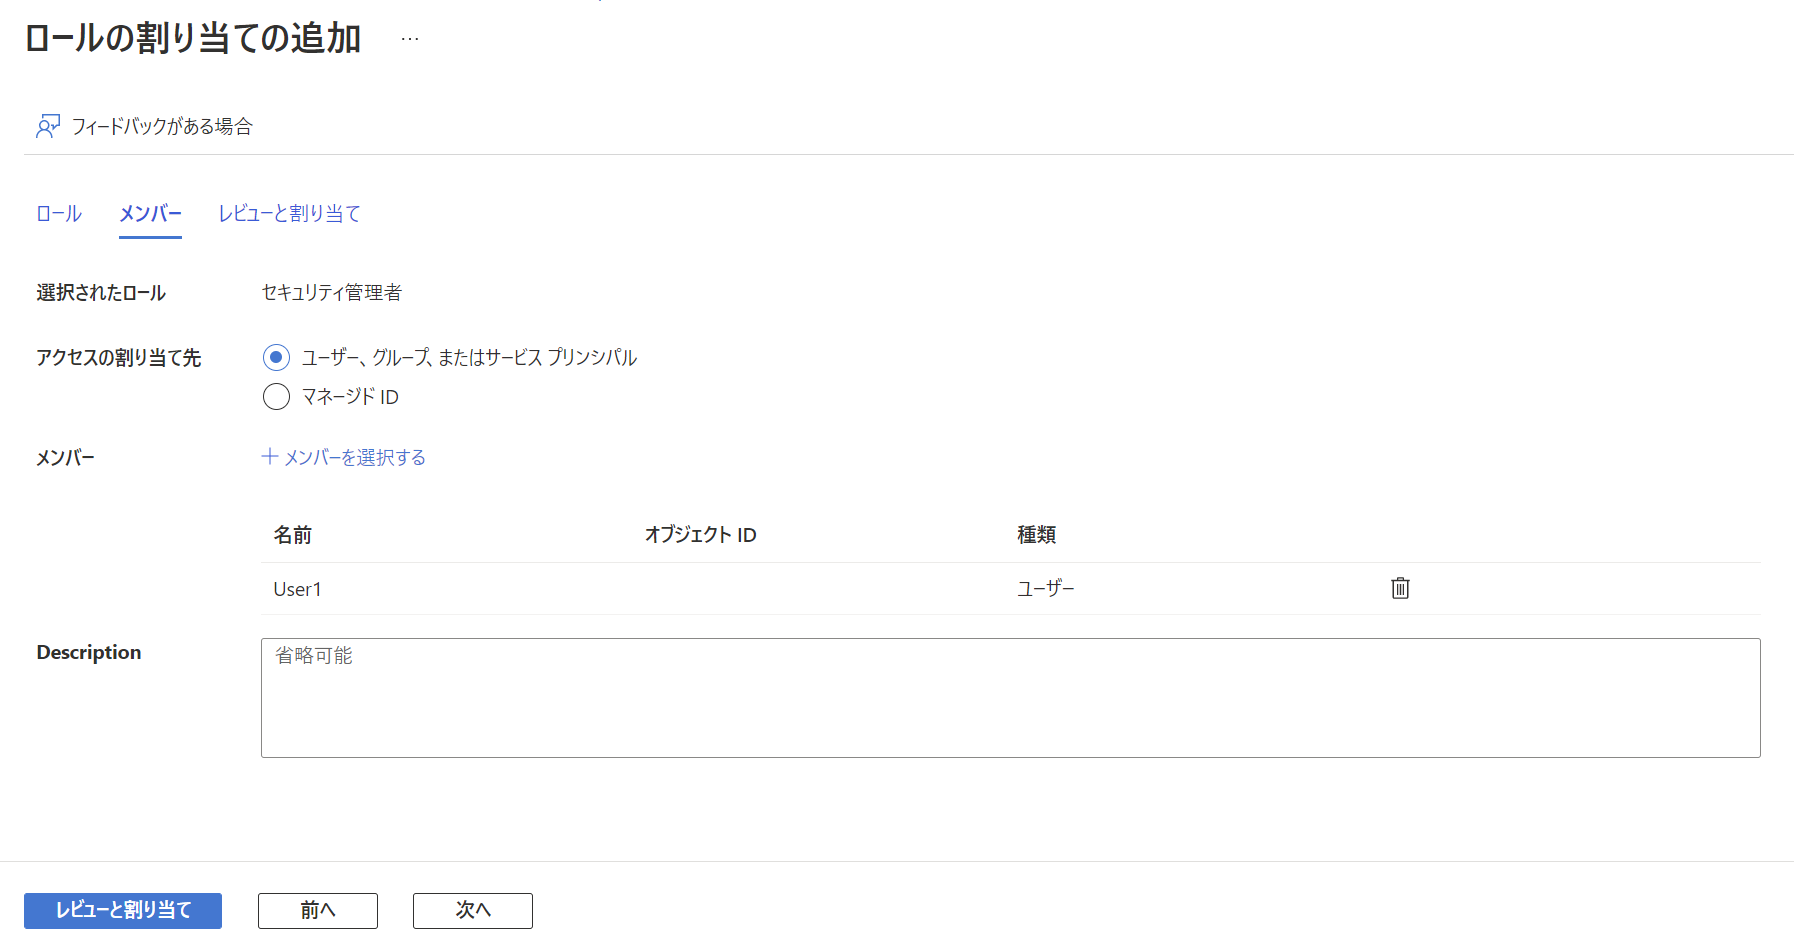 ロールの割り当ての追加 …
フィードバックがある場合
ロール メンバー レビューと割り当て
選択されたロール セキュリティ管理者
アクセスの割り当て先 ユーザー、グループ、またはサービス プリンシパル
マネージド ID
メンバー + メンバーを選択する
名前 オブジェクト ID 種類
User1 ユーザー
Description 省略可能
レビューと割り当て 前へ 次へ